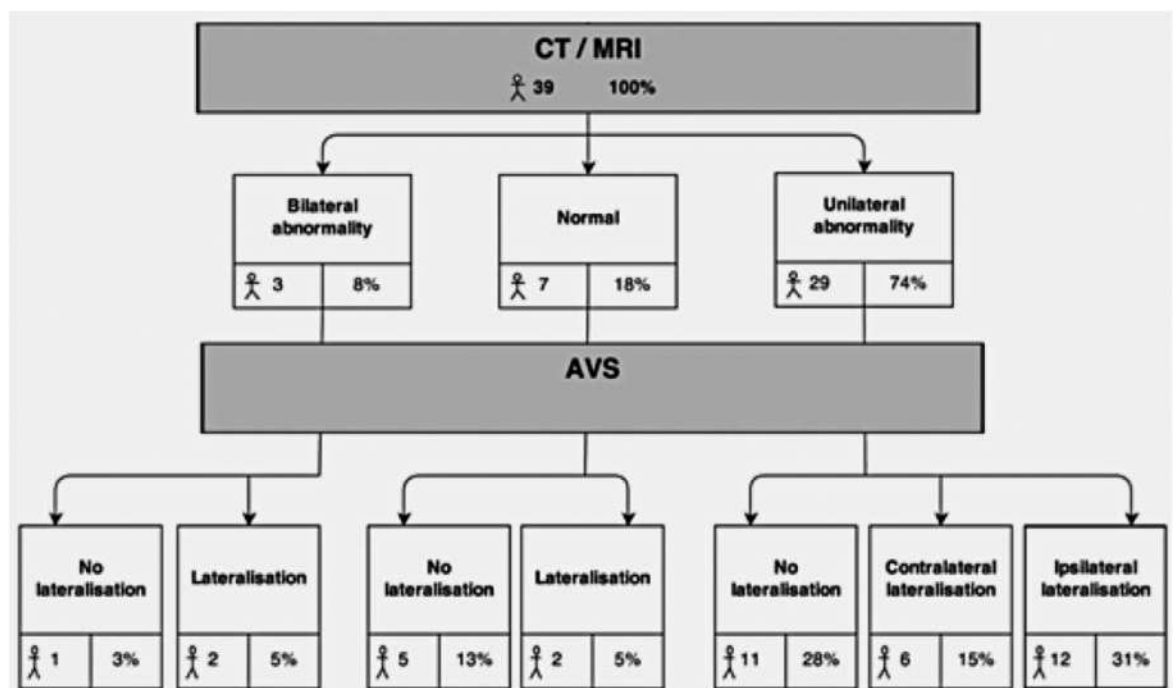 CT / MRI
39 100%
Bilateral
abnormality
3 8%
Normal
7 18%
Unilateral
abnormality
29 74%
AVS
No
lateralisation
1 3%
Lateralisation
2 5%
No
lateralisation
5 13%
Lateralisation
2 5%
No
lateralisation
11 28%
Contralateral
lateralisation
6 15%
Ipsilateral
lateralisation
12 31%